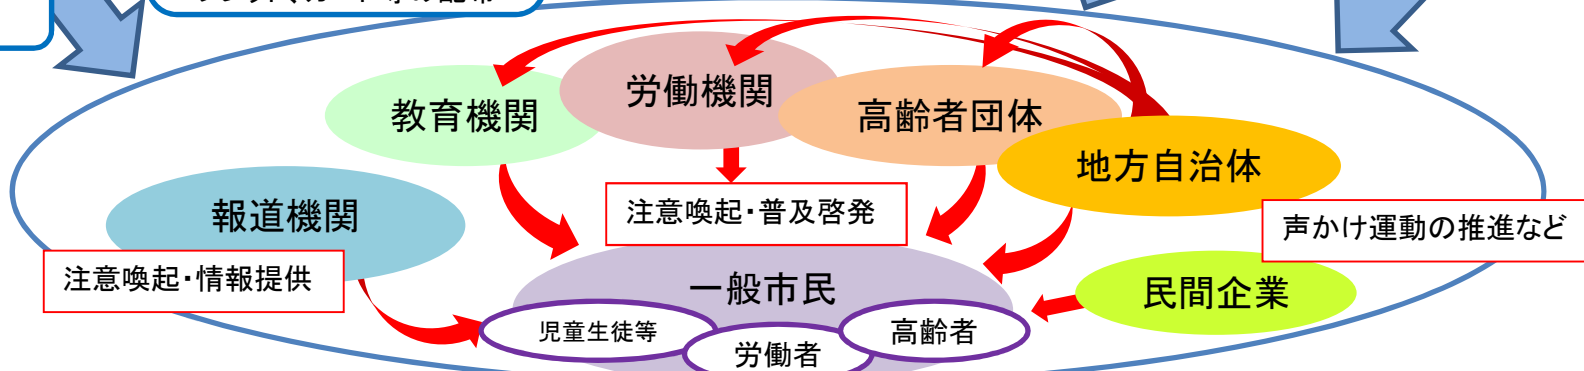 労働機関
教育機関
高齢者団体
地方自治体
報道機関
注意喚起・普及啓発
声かけ運動の推進など
注意喚起・情報提供
一般市民
民間企業
児童生徒等
高齢者
労働者